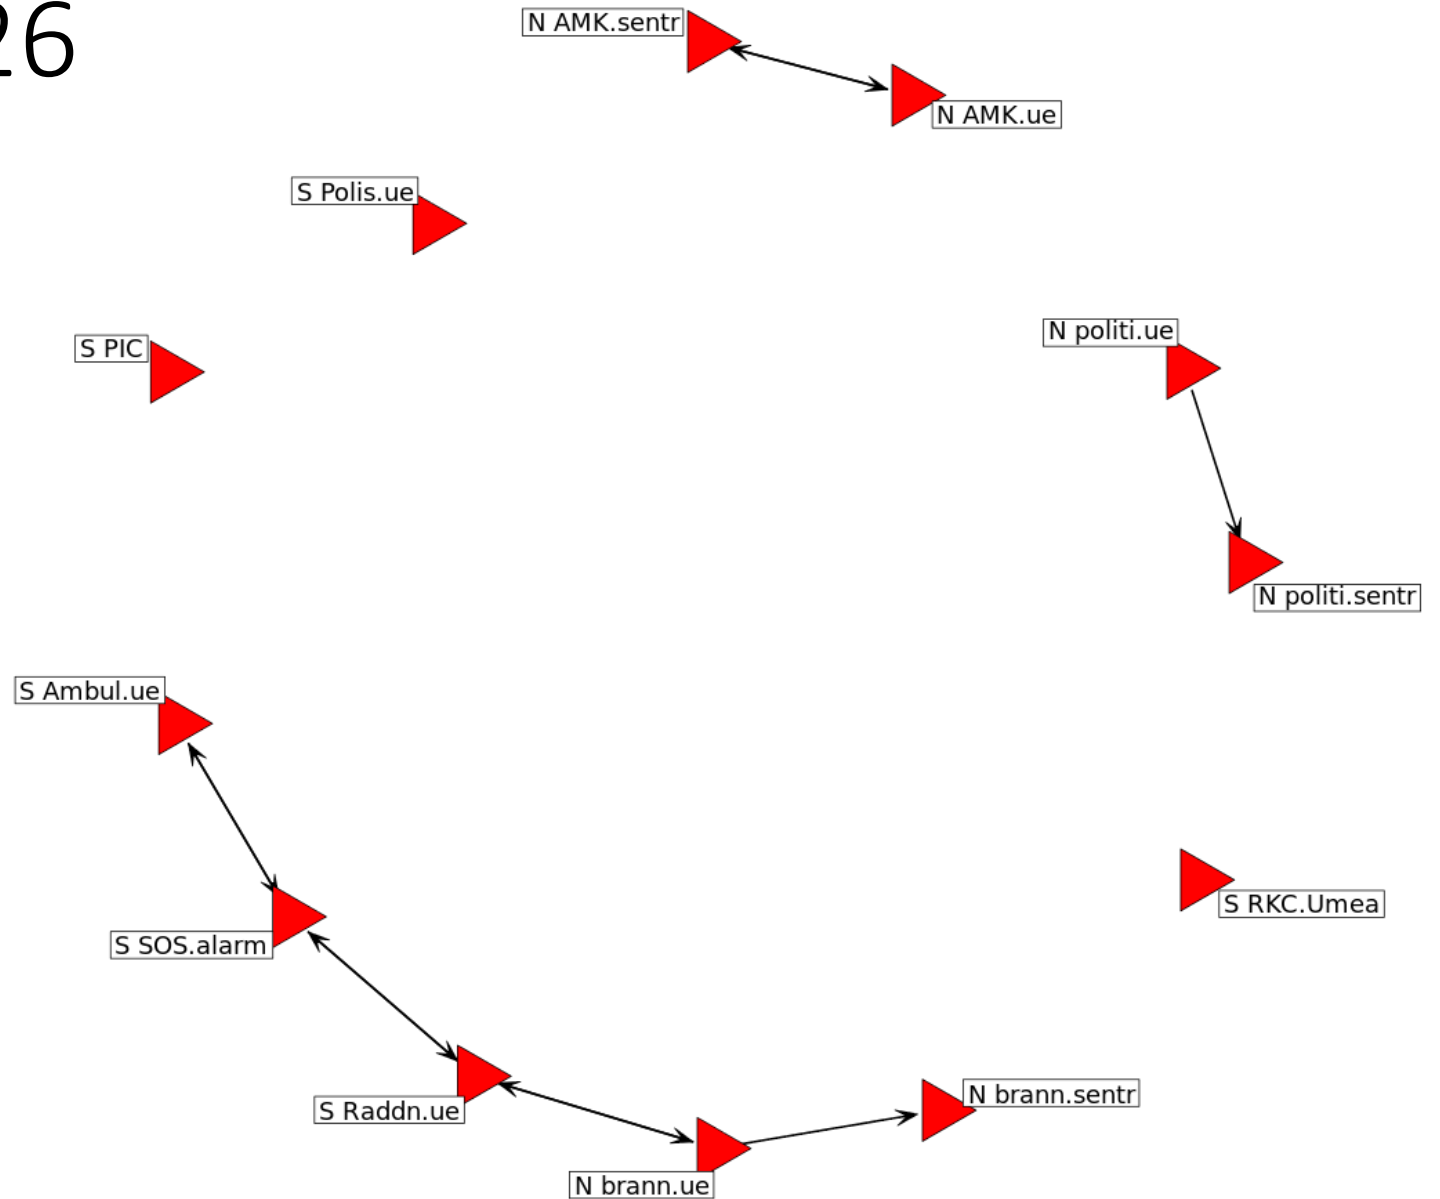 26
N AMK.sentr
N AMK.ue
S Polis.ue
N politi.ue
S PIC
N politi.sentr
S Ambul.ue
S RKC.Umea
S SOS.alarm
N brann.sentr
S Raddn.ue
N brann.ue